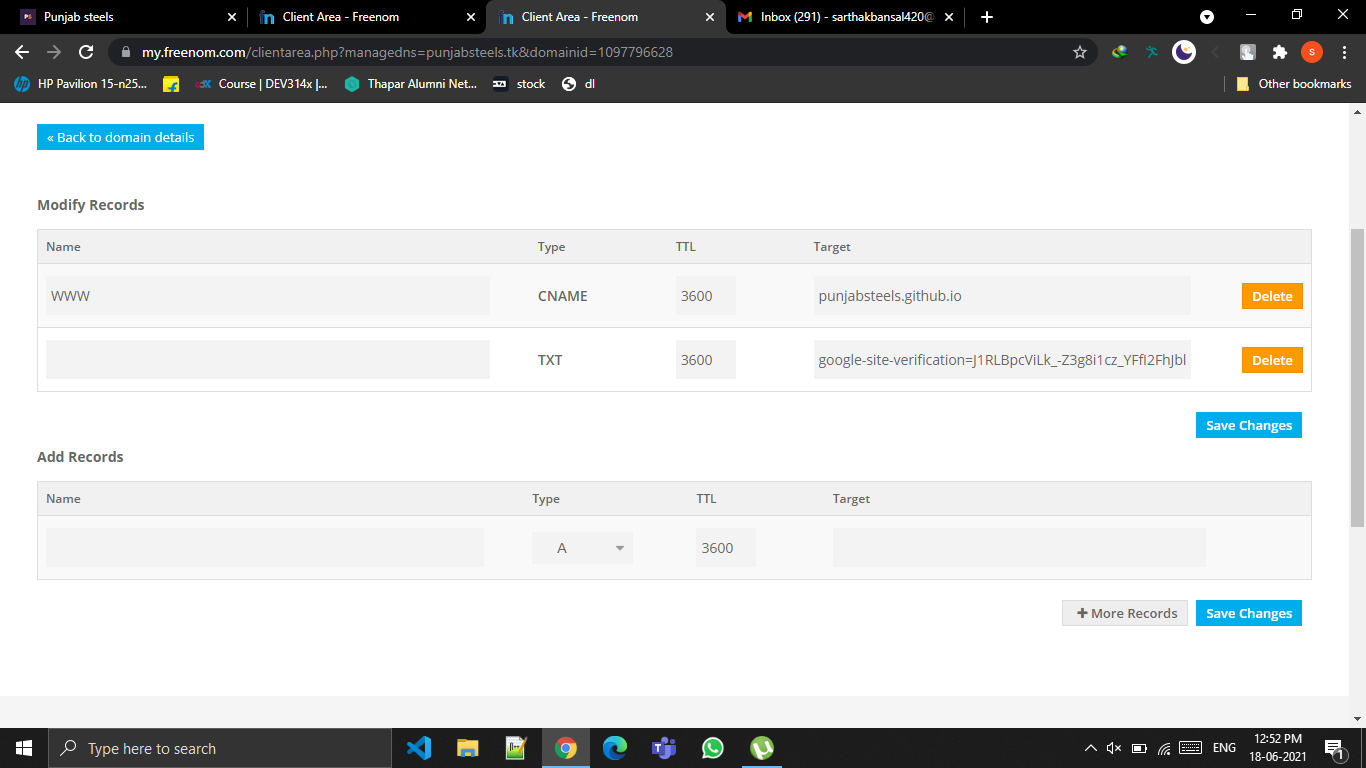 PS Punjab steels
Client Area - Freenom
Client Area - Freenom
Inbox (291) - sarthakbansal420@
my.freenom.com/clientarea.php?managedns=punjabsteels.tk&domainid=1097796628
S
HP Pavilion 15-n25...
Course | DEV314x |...
Thapar Alumni Net...
stock
dl
Other bookmarks
« Back to domain details
Modify Records
Name Type TTL Target
WWW CNAME 3600 punjabsteels.github.io Delete
TXT 3600 google-site-verification=J1RLBpcViLk_-Z3g8i1cz_YFfI2FhJbl Delete
Save Changes
Add Records
Name Type TTL Target
A 3600
More Records Save Changes
Type here to search
ENG
12:52 PM
18-06-2021
1